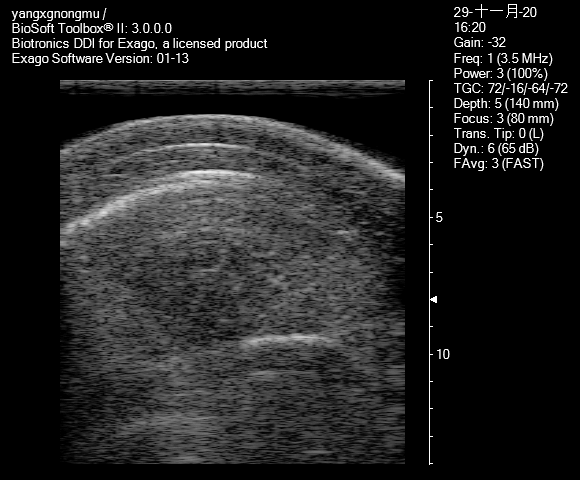 yangxgnongmu /
BioSoft Toolbox® II: 3.0.0.0
Biotronics DDI for Exago, a licensed product
Exago Software Version: 01-13
29-十一月-20
16:20
Gain: -32
Freq: 1 (3.5 MHz)
Power: 3 (100%)
TGC: 72/-16/-64/-72
Depth: 5 (140 mm)
Focus: 3 (80 mm)
Trans. Tip: 0 (L)
Dyn.: 6 (65 dB)
FAvg: 3 (FAST)
5
10